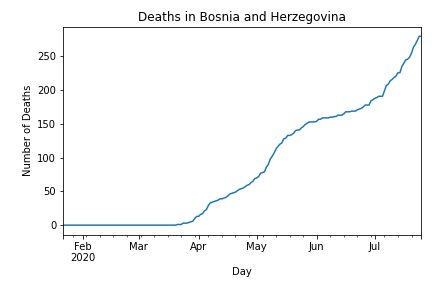 Deaths in Bosnia and Herzegovina
Number of Deaths
250
200
150
100
50
0
Feb Mar Apr May Jun Jul
2020
Day